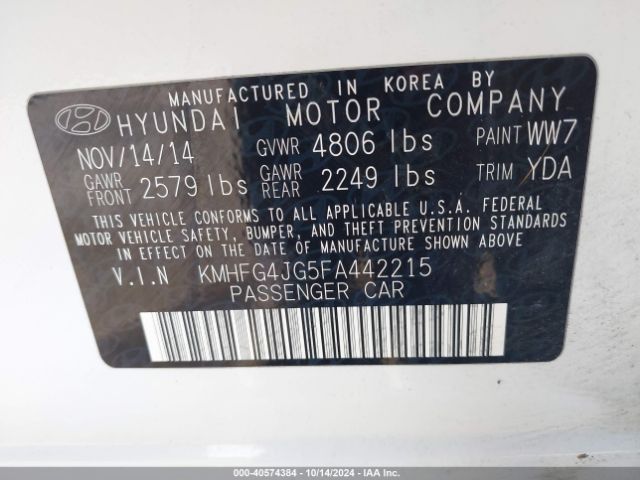 MANUFACTURED IN KOREA BY
HYUNDAI MOTOR COMPANY
NOV/14/14 GVWR 4806 lbs PAINT WW7
GAWR FRONT 2579 lbs GAWR REAR 2249 lbs TRIM YDA
THIS VEHICLE CONFORMS TO ALL APPLICABLE U.S.A. FEDERAL
MOTOR VEHICLE SAFETY, BUMPER, AND THEFT PREVENTION STANDARDS
IN EFFECT ON THE DATE OF MANUFACTURE SHOWN ABOVE.
V.I.N KMHFG4JG5FA442215
PASSENGER CAR
000-40574384 | 10/14/2024 | IAA Holdings, LLC.